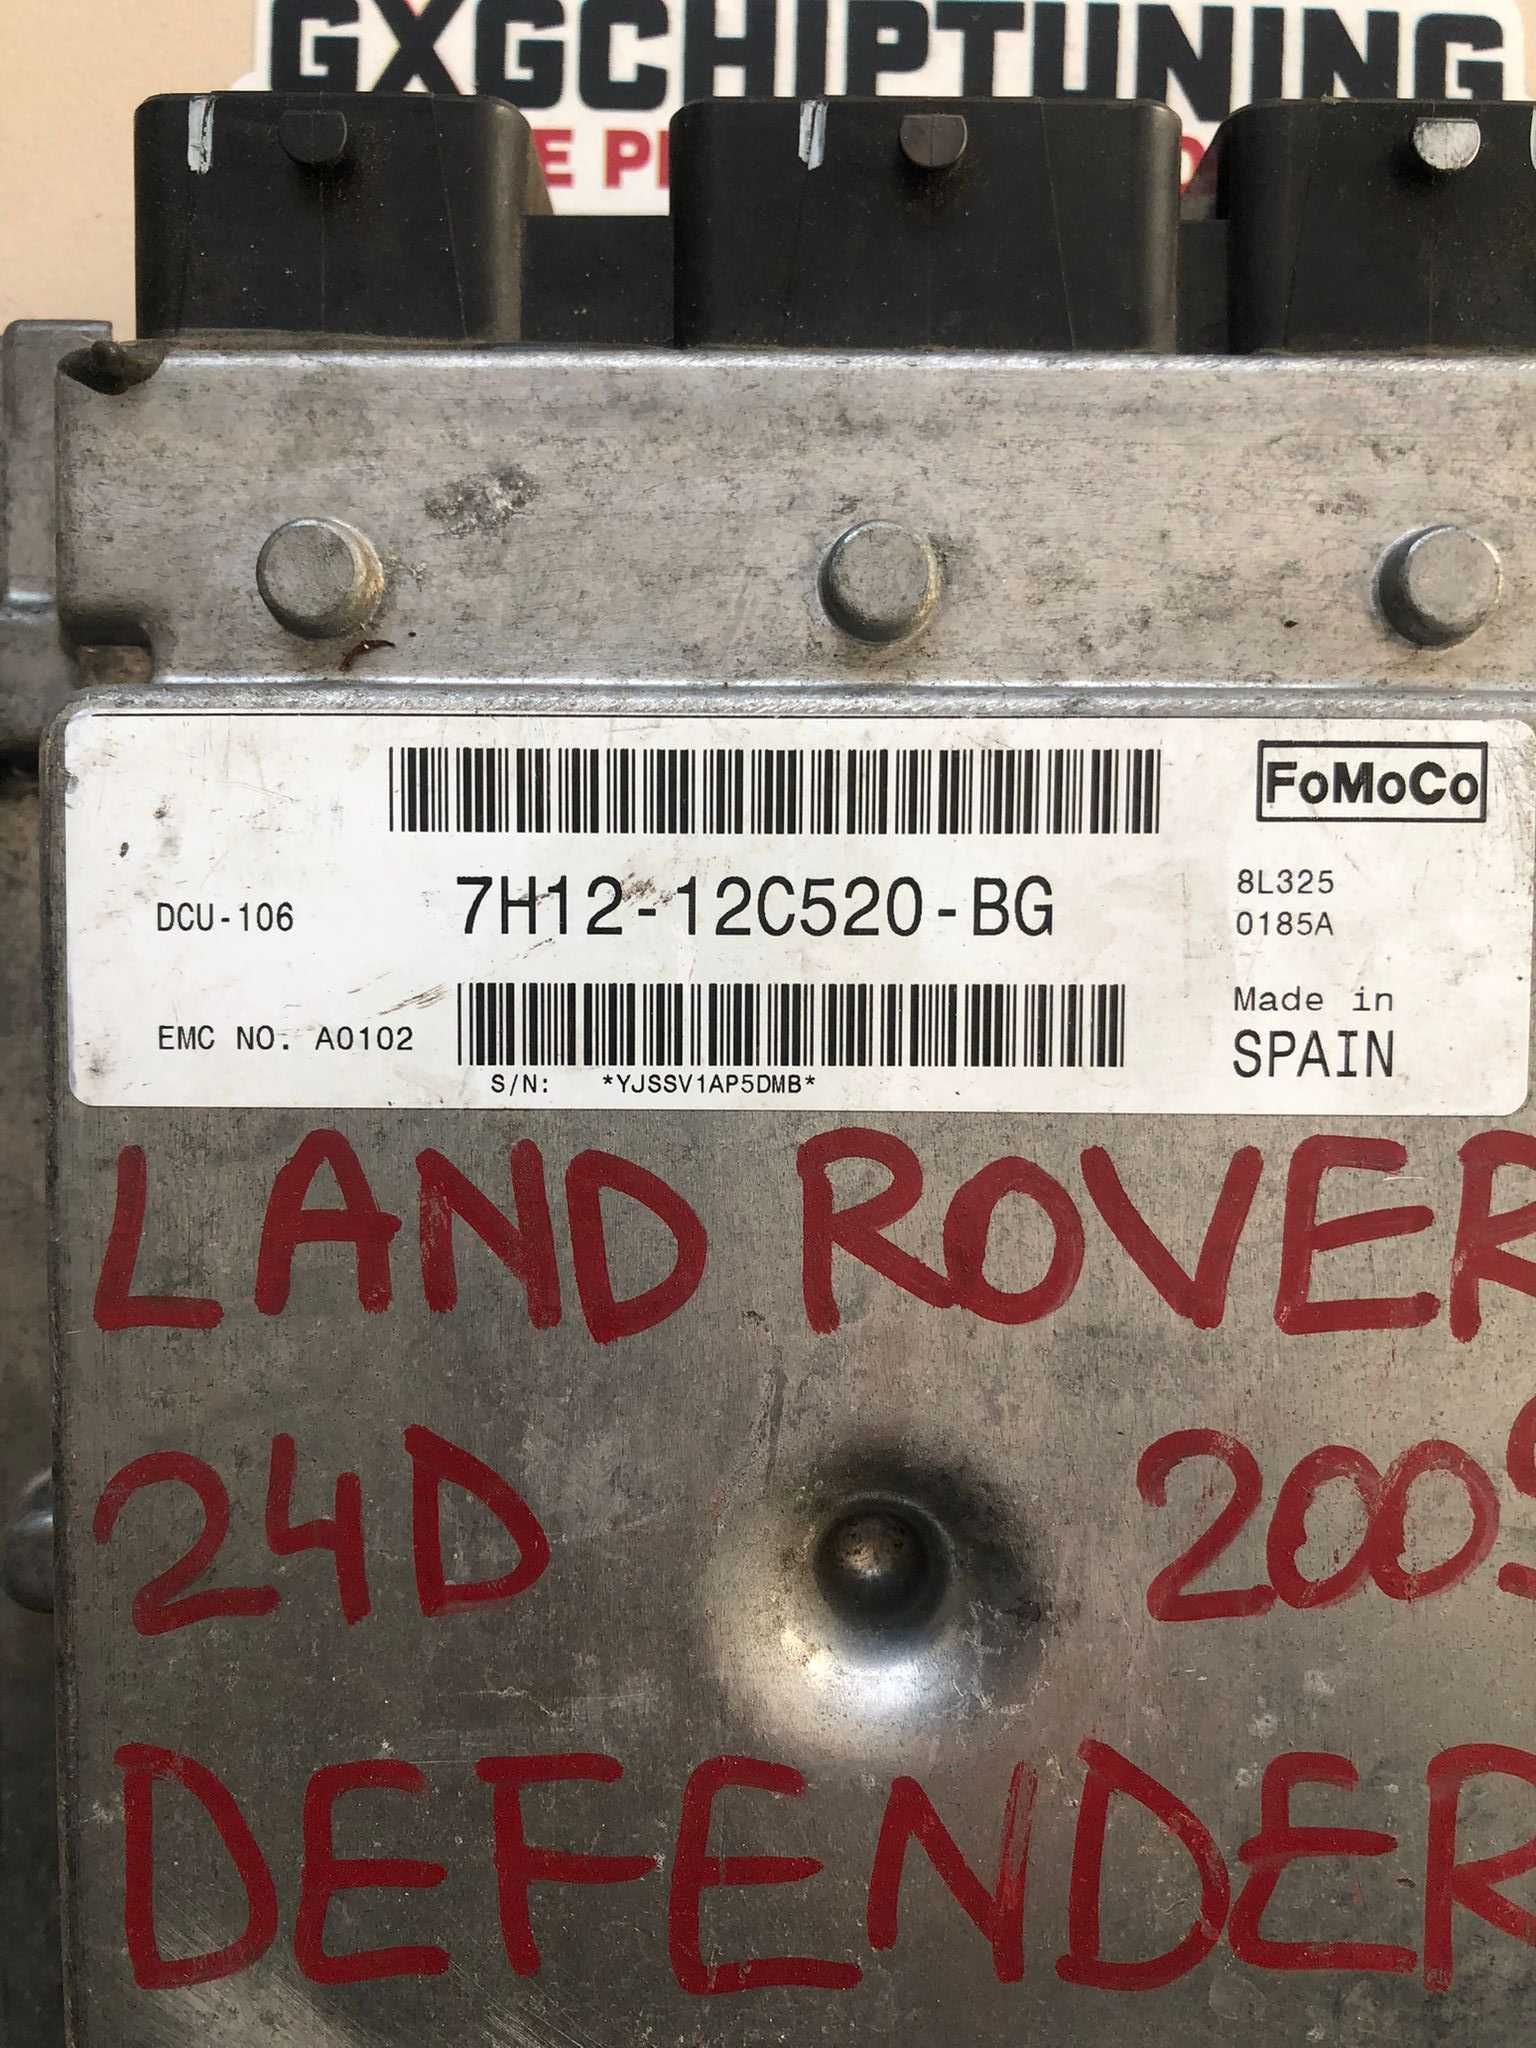 GXGCHIPTUNING
FoMoCo
7H12-12C520-BG
8L325
DCU-106
0185A
Made in
EMC NO. A0102
SPAIN
S/N: *YJSSV1AP5DMB*
LAND ROVER
24D
DEFENDER